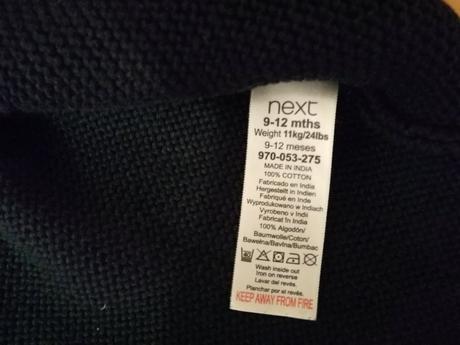 next
9-12 mths
Weight 11kg/24lbs
9-12 meses
970-053-275
MADE IN INDIA
100% COTTON
Fabricado en India
Hergestellt in Indien
Fabriqué en Inde
Wyprodukowano w Indiach
Vyrobeno v Indii
Fabricat în India
100% Algodón/
Baumwolle/Coton/
Bawełna/Bavlna/Bumbac
Wash inside out
Iron on reverse
Lavar del revés.
Planchar por el revés.
KEEP AWAY FROM FIRE